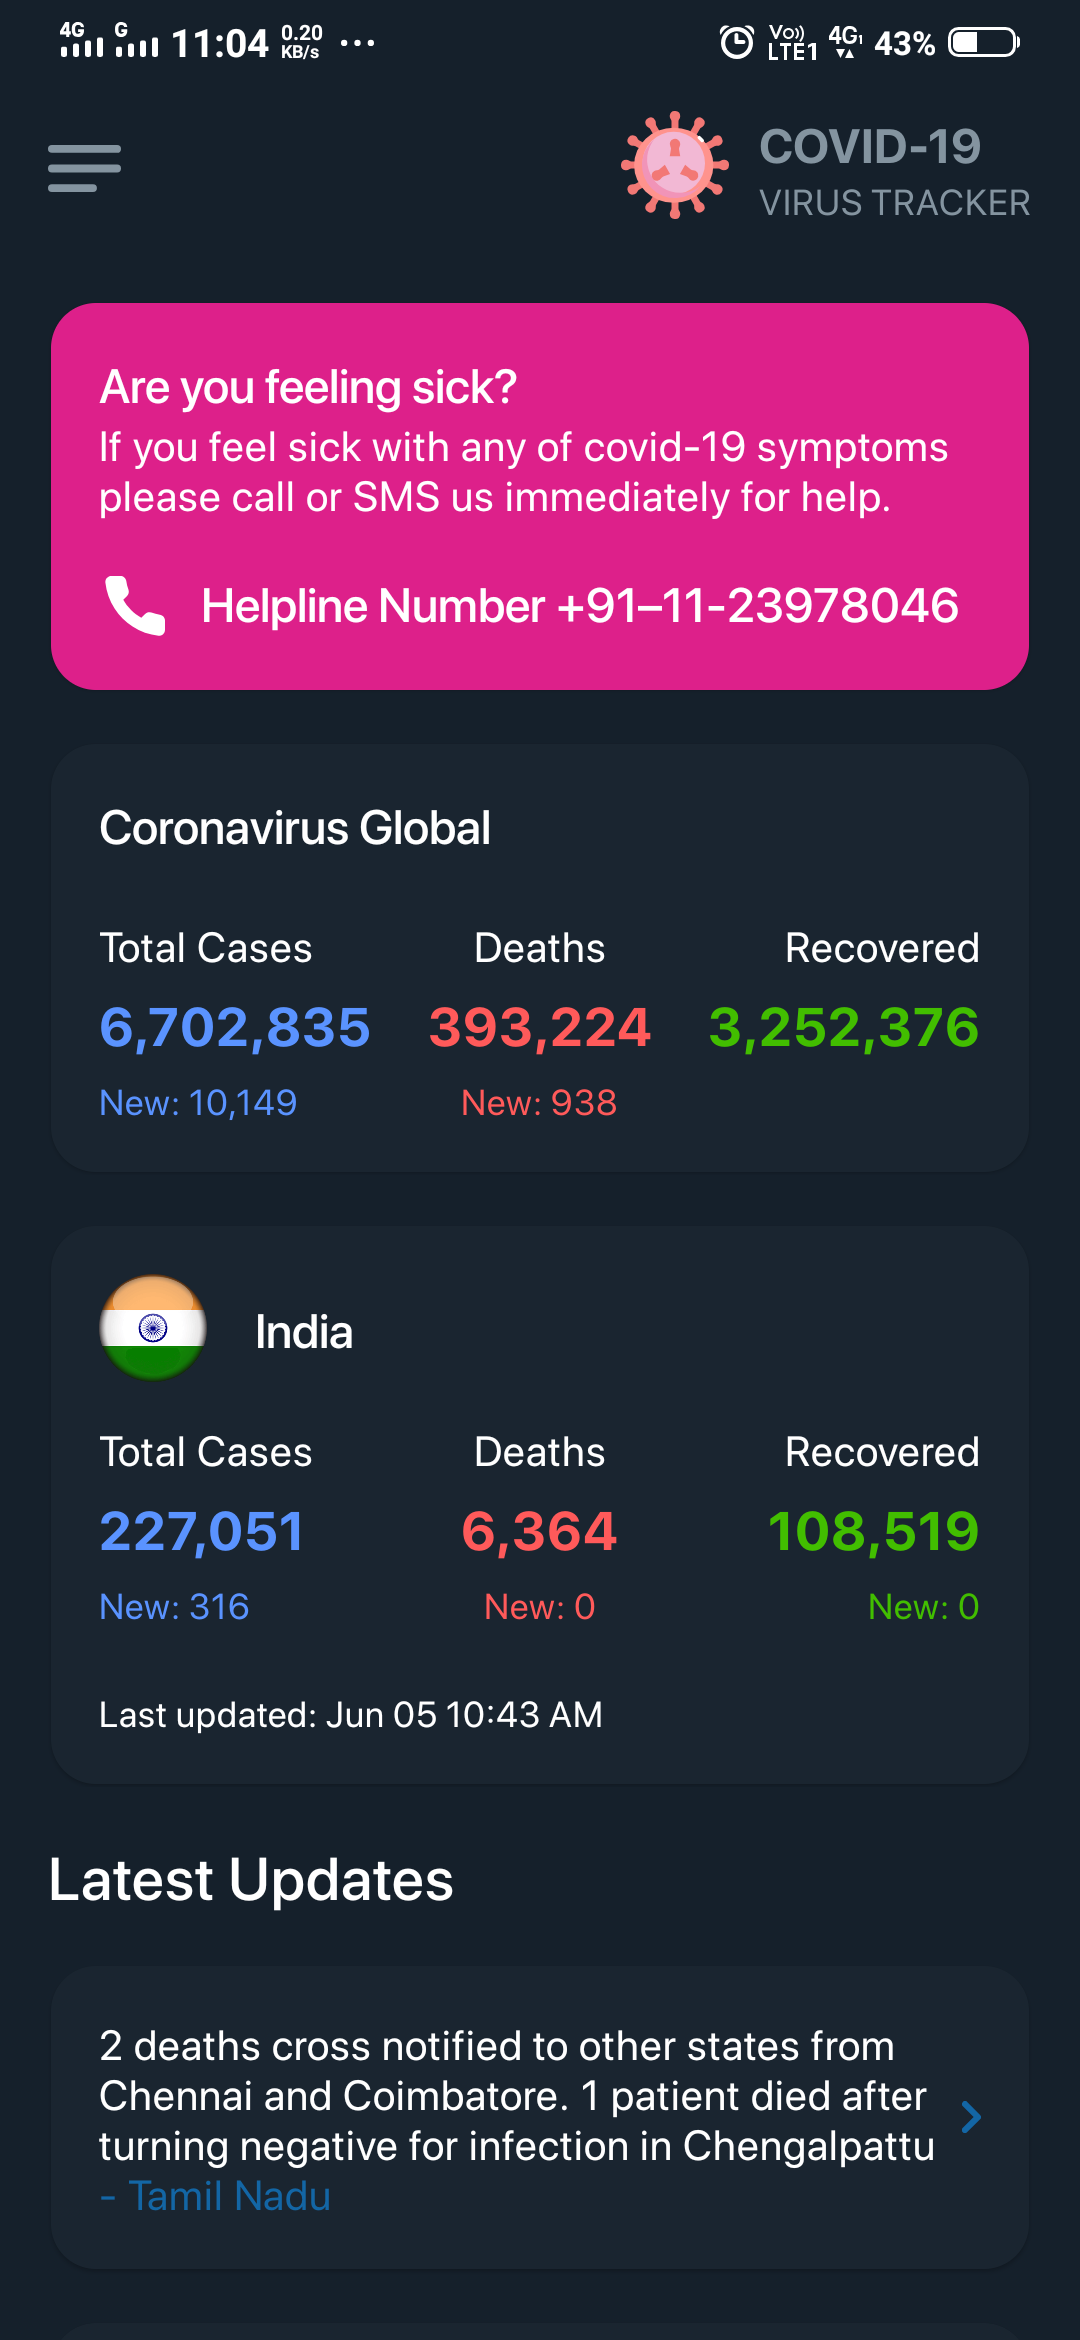 4G G 11:04 0.20 KB/s ... Vo)) LTE1 4G1 43%
COVID-19
VIRUS TRACKER
Are you feeling sick?
If you feel sick with any of covid-19 symptoms
please call or SMS us immediately for help.
Helpline Number +91–11-23978046
Coronavirus Global
Total Cases Deaths Recovered
6,702,835 393,224 3,252,376
New: 10,149 New: 938
India
Total Cases Deaths Recovered
227,051 6,364 108,519
New: 316 New: 0 New: 0
Last updated: Jun 05 10:43 AM
Latest Updates
2 deaths cross notified to other states from
Chennai and Coimbatore. 1 patient died after
turning negative for infection in Chengalpattu
- Tamil Nadu